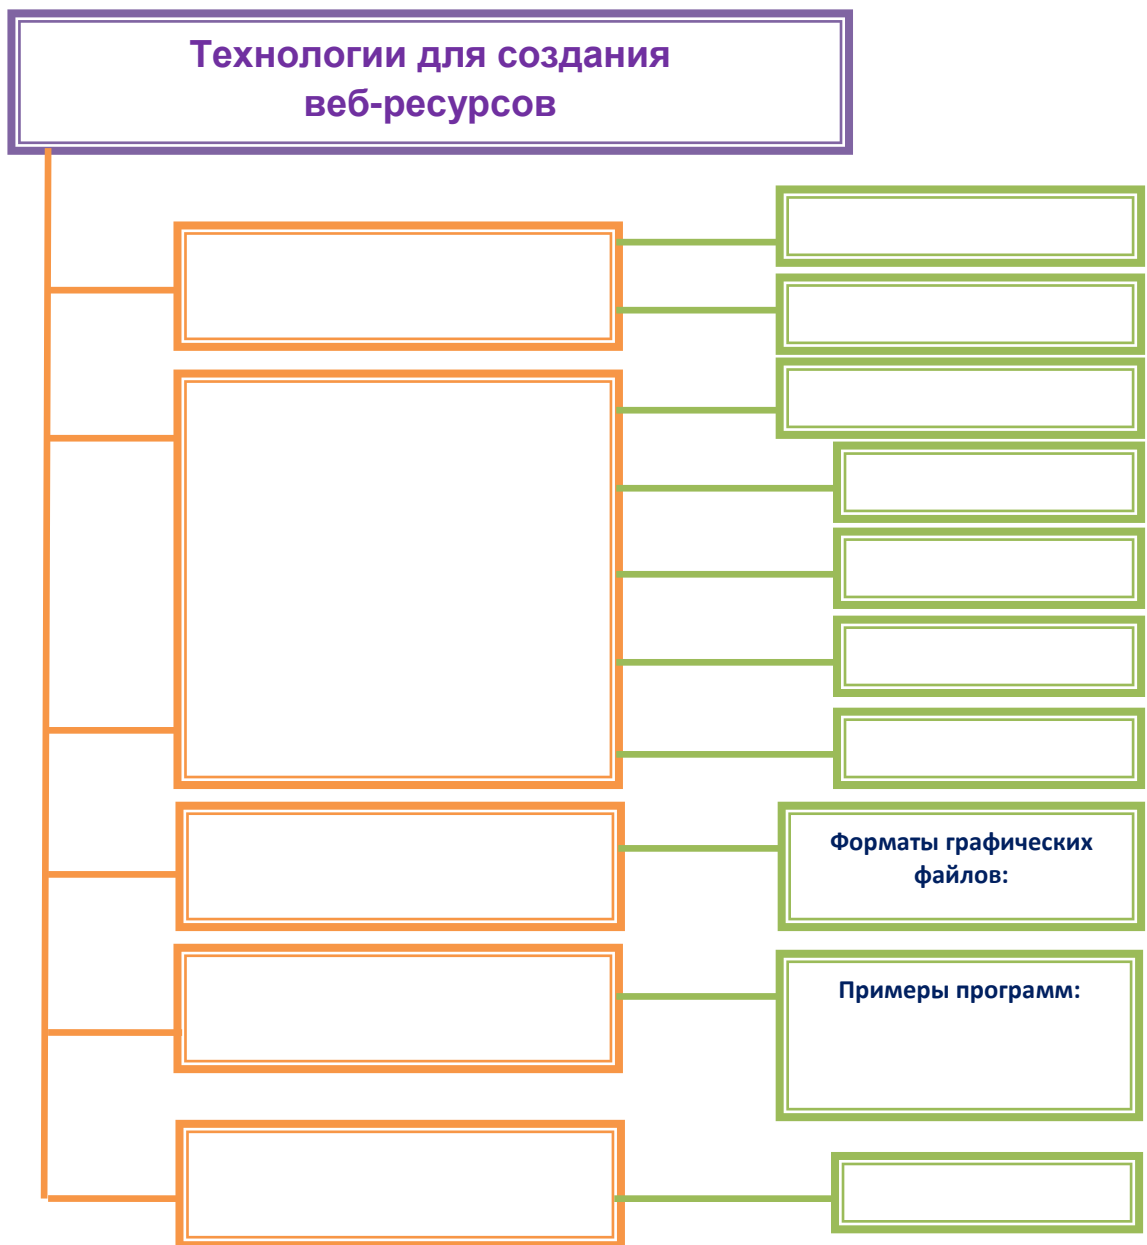 Технологии для создания
веб-ресурсов
Форматы графических
файлов:
Примеры программ: